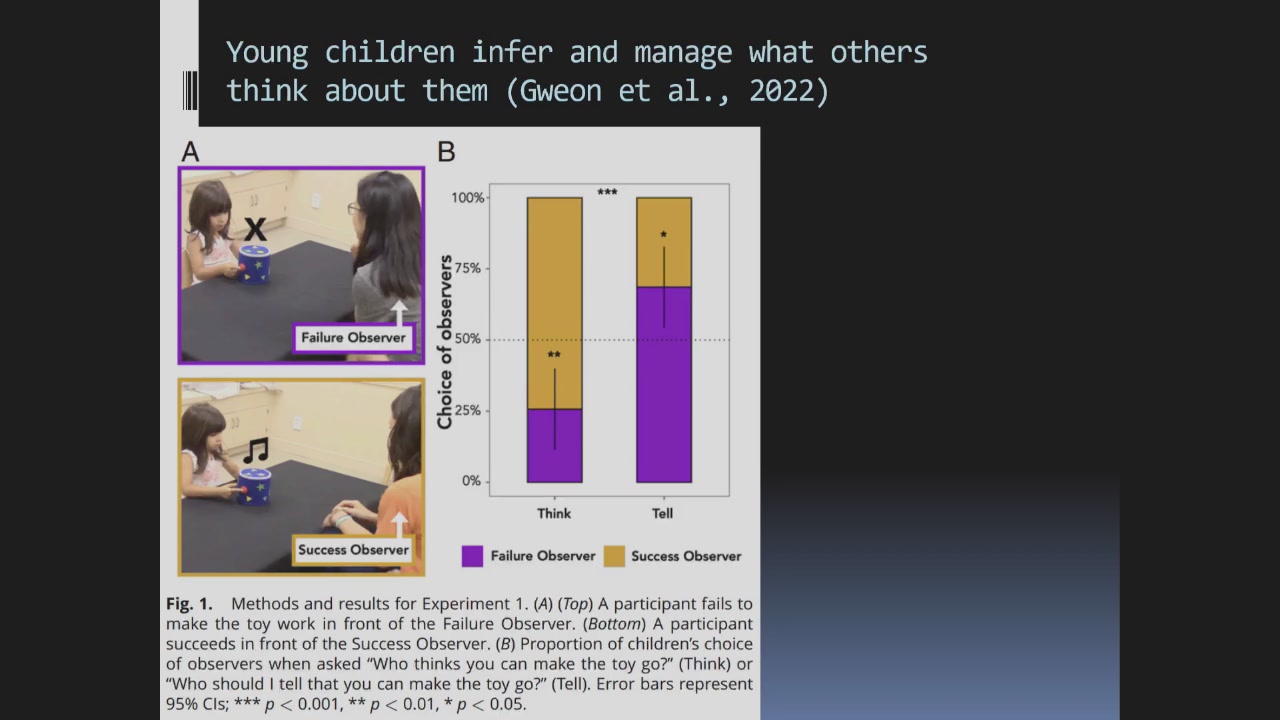 Young children infer and manage what others
think about them (Gweon et al., 2022)
A
X
Failure Observer
Success Observer
B
Choice of observers
100%
75%
50%
25%
0%
***
**
*
Think
Tell
Failure Observer
Success Observer
Fig. 1. Methods and results for Experiment 1. (A) (Top) A participant fails to
make the toy work in front of the Failure Observer. (Bottom) A participant
succeeds in front of the Success Observer. (B) Proportion of children’s choice
of observers when asked “Who thinks you can make the toy go?” (Think) or
“Who should I tell that you can make the toy go?” (Tell). Error bars represent
95% CIs; *** p < 0.001, ** p < 0.01, * p < 0.05.